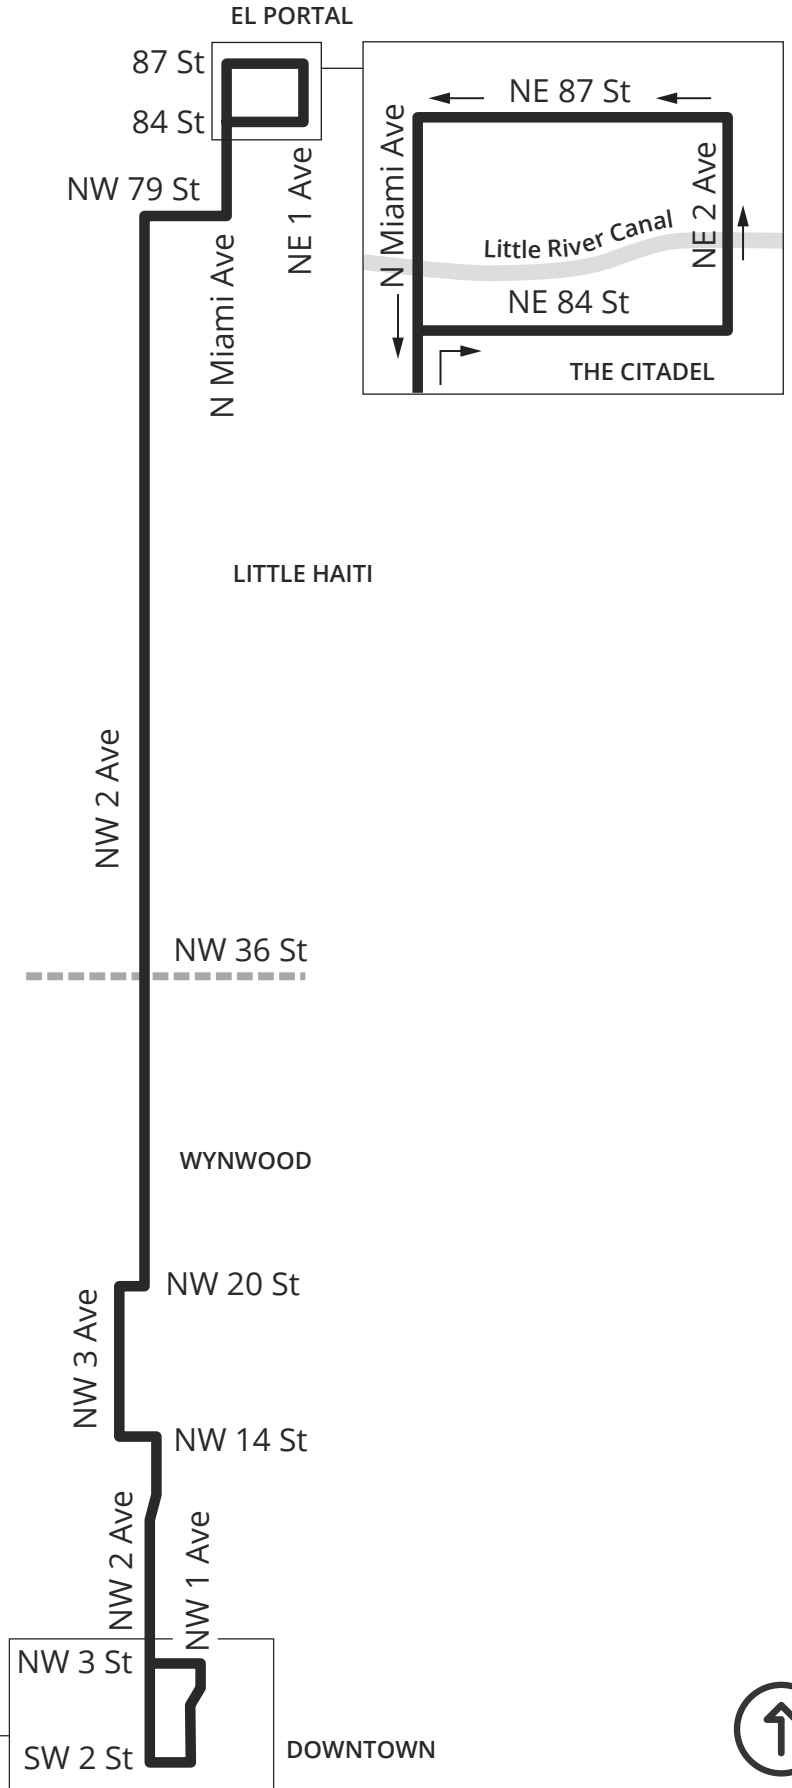 EL PORTAL
87 St
84 St
NW 79 St
NE 1 Ave
N Miami Ave
NE 87 St
N Miami Ave
NE 2 Ave
Little River Canal
NE 84 St
THE CITADEL
LITTLE HAITI
NW 2 Ave
NW 36 St
WYNWOOD
NW 20 St
NW 3 Ave
NW 14 St
NW 2 Ave
NW 1 Ave
NW 3 St
SW 2 St
DOWNTOWN